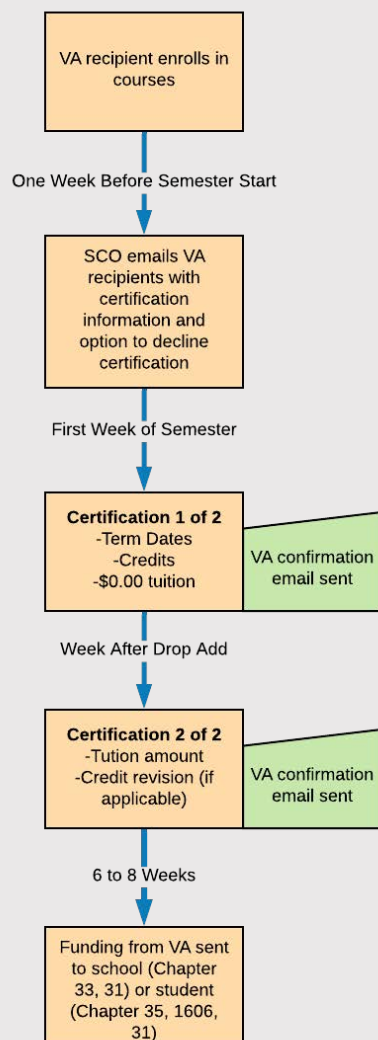 VA recipient enrolls in
courses
One Week Before Semester Start
SCO emails VA
recipients with
certification
information and
option to decline
certification
First Week of Semester
Certification 1 of 2
-Term Dates
-Credits
-$0.00 tuition
VA confirmation
email sent
Week After Drop Add
Certification 2 of 2
-Tution amount
-Credit revision (if
applicable)
VA confirmation
email sent
6 to 8 Weeks
Funding from VA sent
to school (Chapter
33, 31) or student
(Chapter 35, 1606,
31)